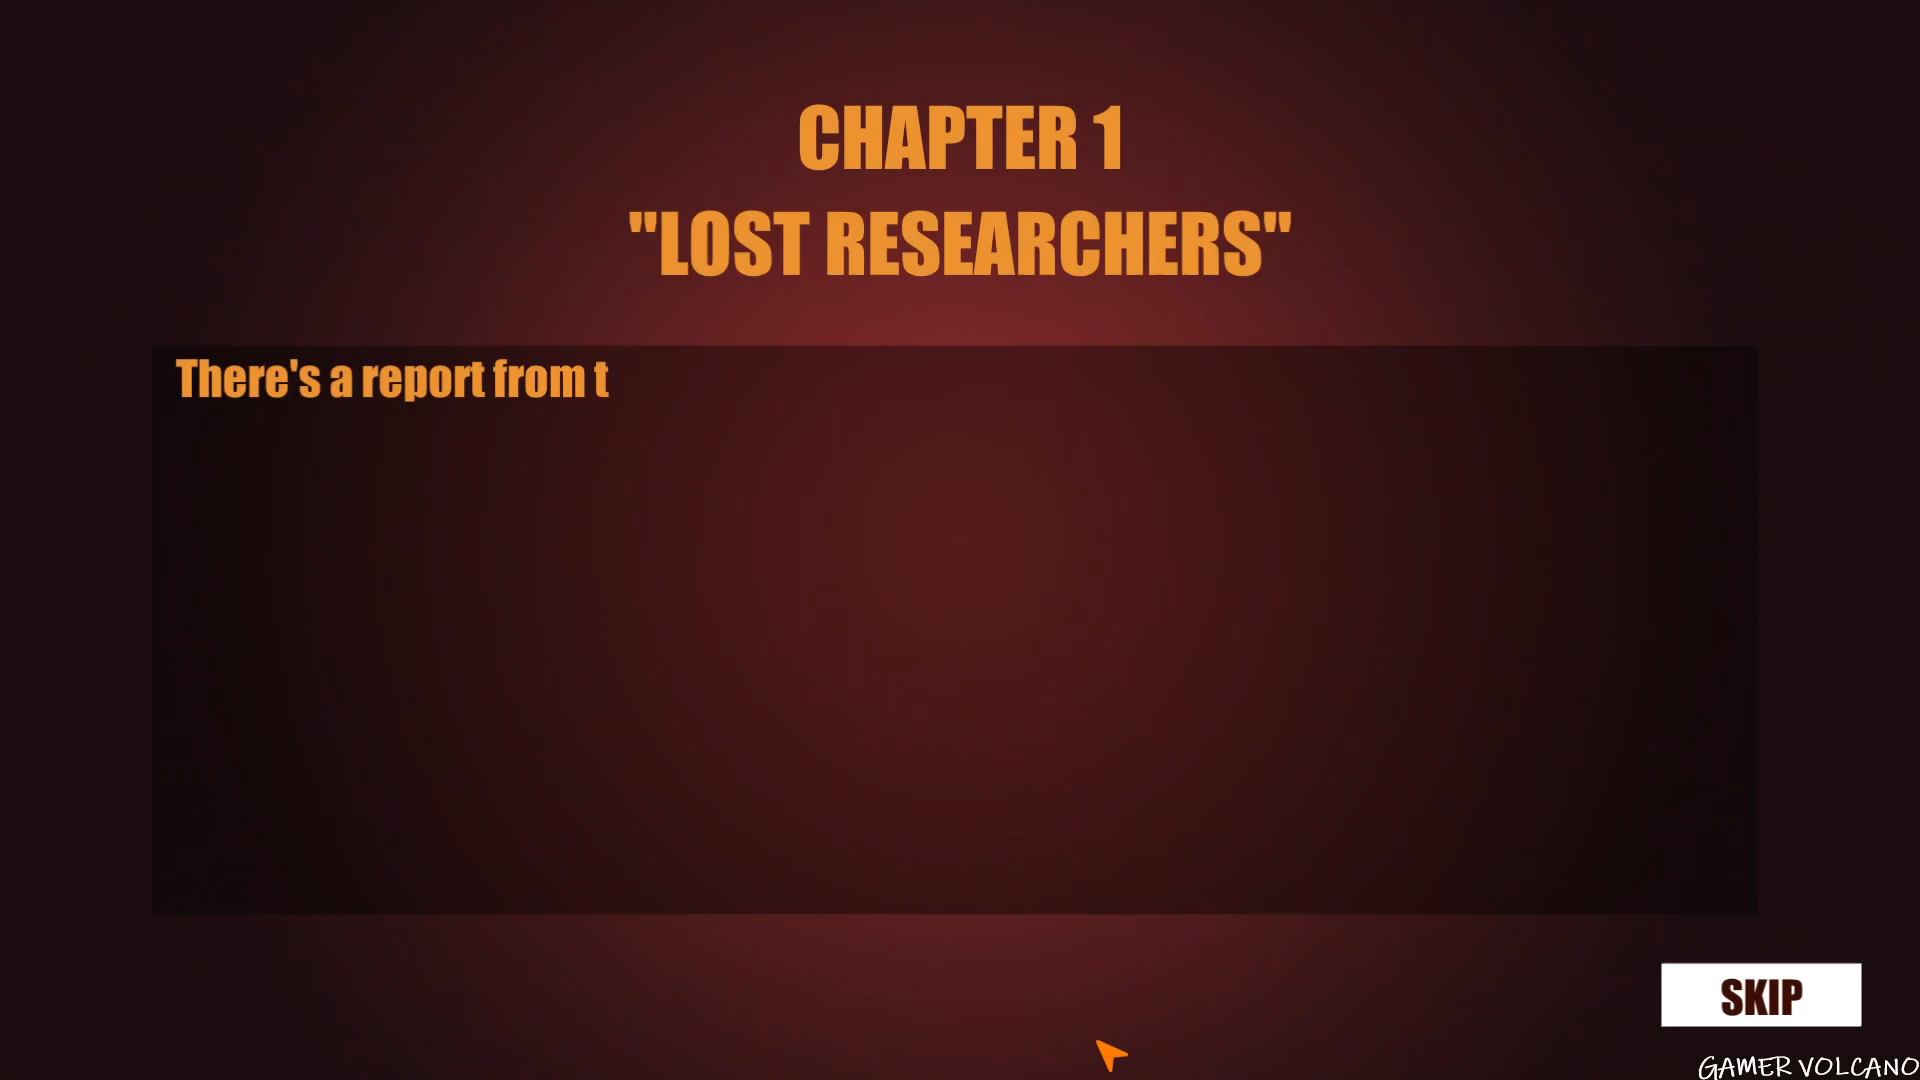 CHAPTER 1
"LOST RESEARCHERS"
There's a report from t
SKIP
GAMER VOLCANO